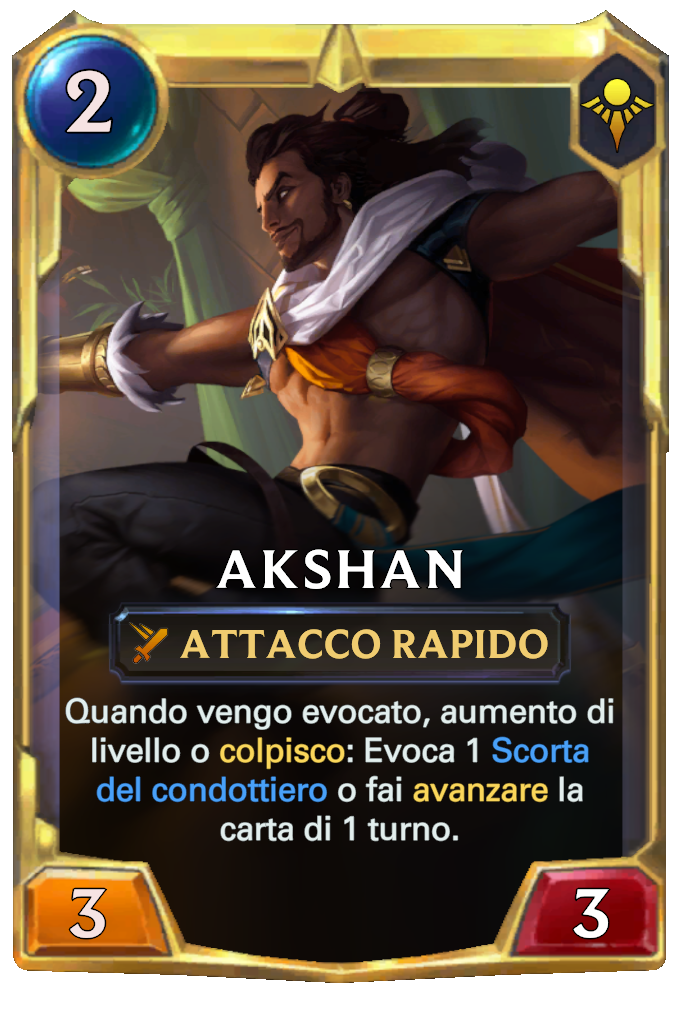 2
AKSHAN
ATTACCO RAPIDO
Quando vengo evocato, aumento di
livello o colpisco: Evoca 1 Scorta
del condottiero o fai avanzare la
carta di 1 turno.
3
3